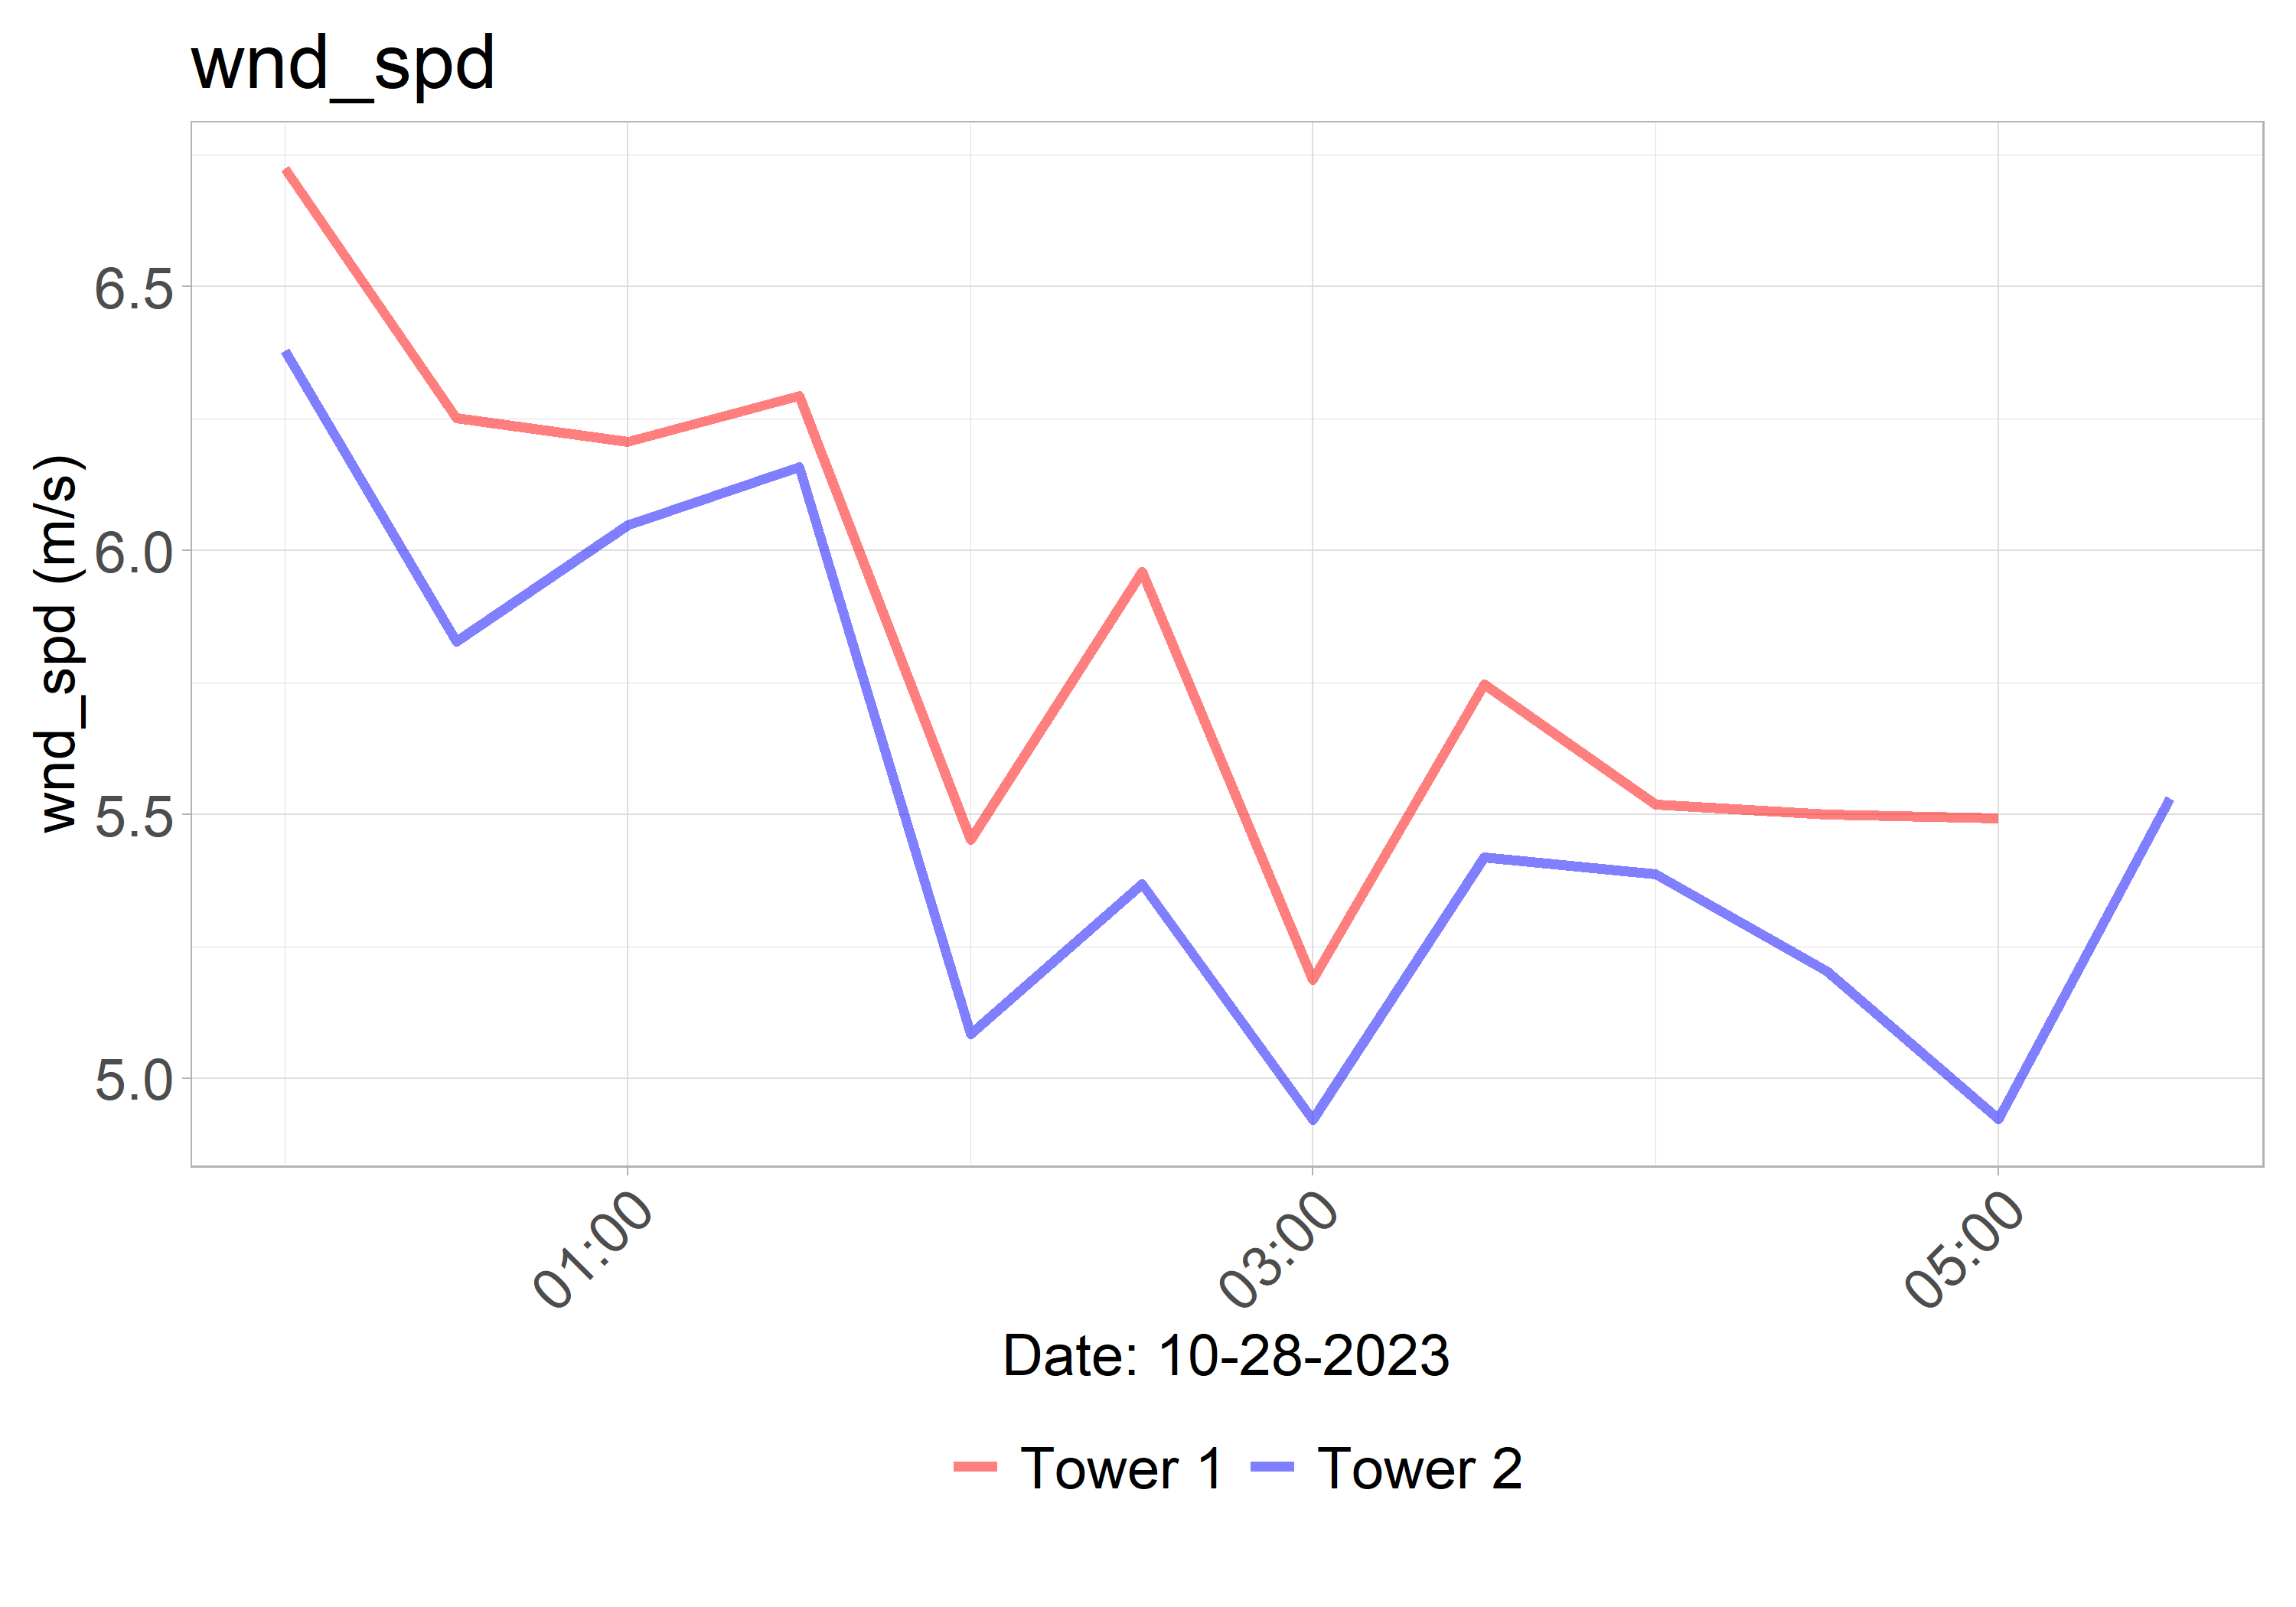 wnd_spd
wnd_spd (m/s)
6.5
6.0
5.5
5.0
01:00
03:00
05:00
Date: 10-28-2023
Tower 1
Tower 2